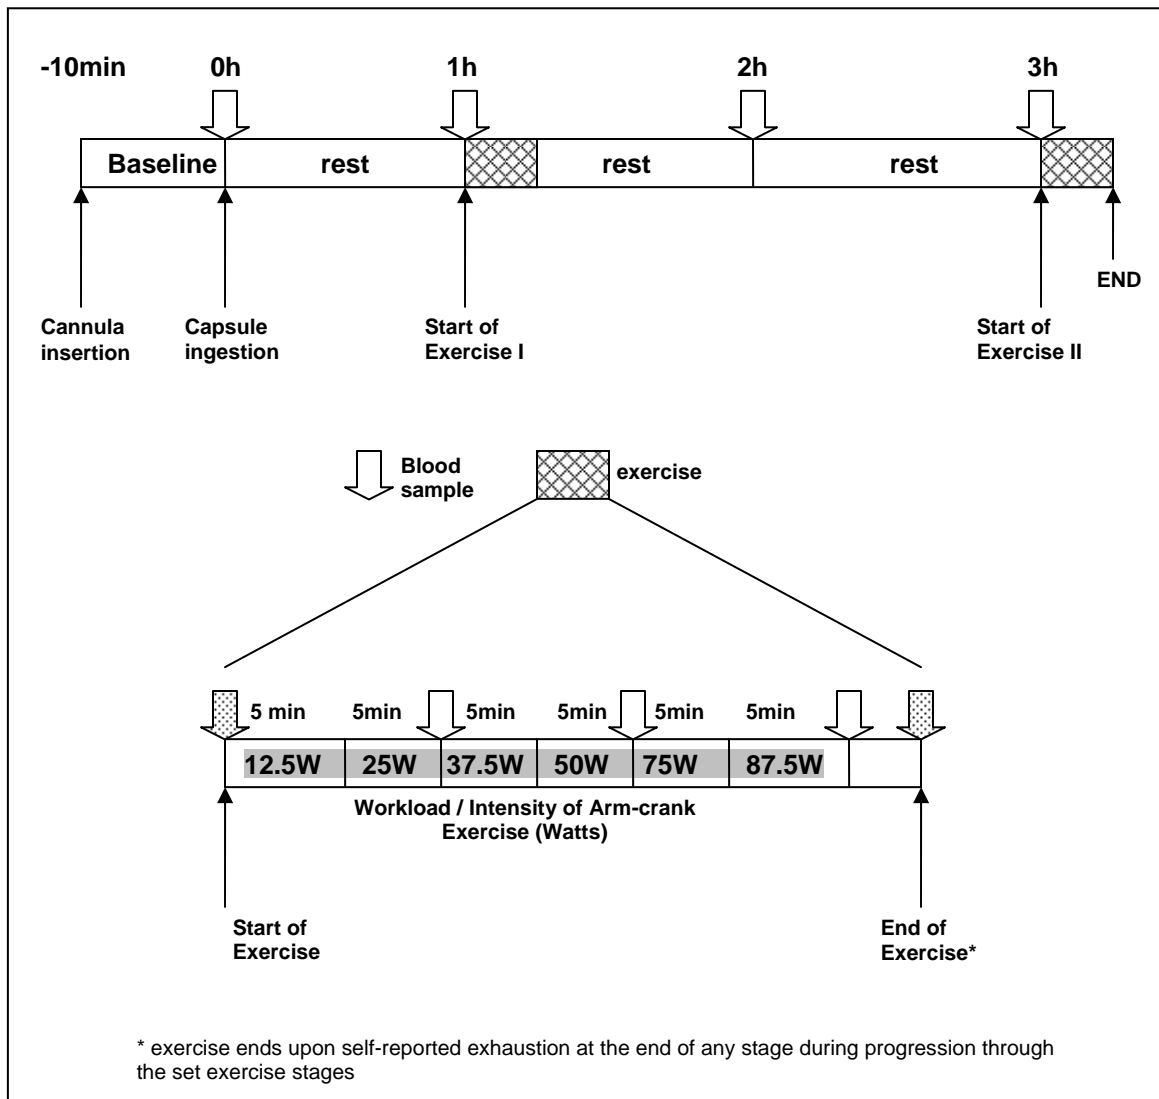 -10min 0h 1h 2h 3h
Baseline rest rest rest
END
Cannula insertion
Capsule ingestion
Start of Exercise I
Start of Exercise II
Blood sample
exercise
5 min 5min 5min 5min 5min 5min
12.5W 25W 37.5W 50W 75W 87.5W
Workload / Intensity of Arm-crank
Exercise (Watts)
Start of
Exercise
End of
Exercise*
* exercise ends upon self-reported exhaustion at the end of any stage during progression through
the set exercise stages